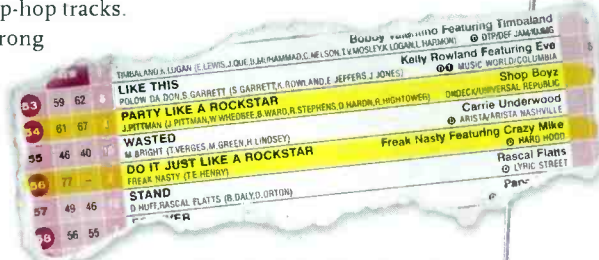 p-hop tracks.
rong
Bobby Valentino Featuring Timbaland
TIMBALAND,K.LOGAN (E.LEWIS,J.QUE,B.MUHAMMAD,C.NELSON,T.V.MOSLEY,K.LOGAN,L.HARMON) DTP/DEF JAM/IDJMG
53 59 62 LIKE THIS Kelly Rowland Featuring Eve
POLOW DA DON,S.GARRETT (S.GARRETT,K.ROWLAND,E.JEFFERS,J.JONES) MUSIC WORLD/COLUMBIA
54 61 67 PARTY LIKE A ROCKSTAR Shop Boyz
J.PITTMAN (J.PITTMAN,W.WHEDBEE,B.WARD,R.STEPHENS,D.HARDIN,R.HIGHTOWER) ONDECK/UNIVERSAL REPUBLIC
55 46 40 WASTED Carrie Underwood
M.BRIGHT (T.VERGES,M.GREEN,H.LINDSEY) ARISTA/ARISTA NASHVILLE
56 77 – DO IT JUST LIKE A ROCKSTAR Freak Nasty Featuring Crazy Mike
FREAK NASTY (T.E.HENRY) HARD HOOD
57 49 46 STAND Rascal Flatts
D.HUFF,RASCAL FLATTS (B.DALY,D.ORTON) LYRIC STREET
58 56 55